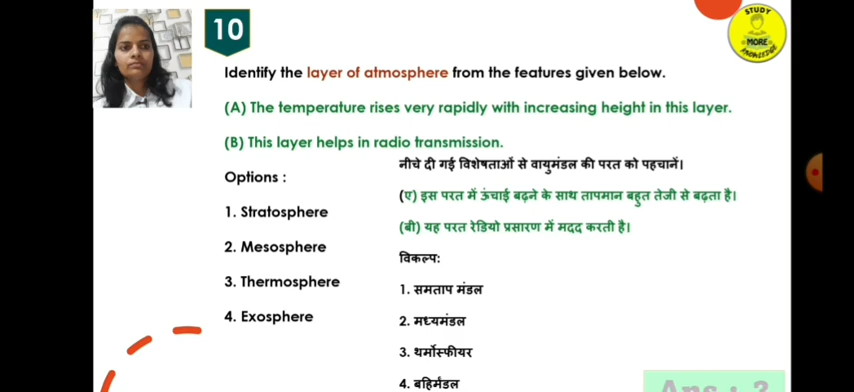 10
STUDY
MORE
KNOWLEDGE
Identify the layer of atmosphere from the features given below.
(A) The temperature rises very rapidly with increasing height in this layer.
(B) This layer helps in radio transmission.
नीचे दी गई विशेषताओं से वायुमंडल की परत को पहचानें।
Options :
(ए) इस परत में ऊंचाई बढ़ने के साथ तापमान बहुत तेजी से बढ़ता है।
1. Stratosphere
(बी) यह परत रेडियो प्रसारण में मदद करती है।
2. Mesosphere
विकल्प:
3. Thermosphere
1. समताप मंडल
4. Exosphere
2. मध्यमंडल
3. थर्मोस्फीयर
4. बहिर्मंडल
Ans : 3